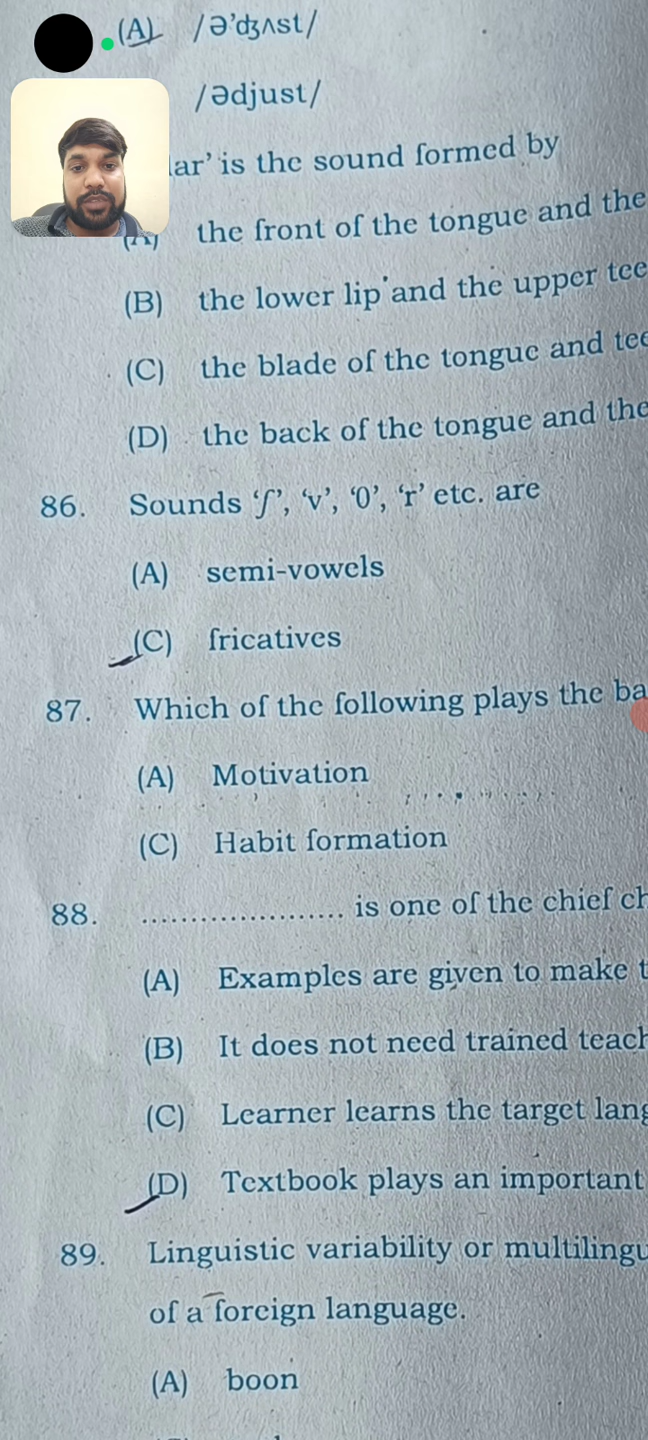 (A) /ə'dʒʌst/
/ədjust/
lar' is the sound formed by
(A) the front of the tongue and the
(B) the lower lip and the upper tee
(C) the blade of the tongue and tee
(D) the back of the tongue and the
86. Sounds ‘f’, ‘v’, ‘0’, ‘r’ etc. are
(A) semi-vowels
(C) fricatives
87. Which of the following plays the ba
(A) Motivation
(C) Habit formation
88. ..................... is one of the chief ch
(A) Examples are given to make t
(B) It does not need trained teach
(C) Learner learns the target lang
(D) Textbook plays an important
89. Linguistic variability or multilingu
of a foreign language.
(A) boon